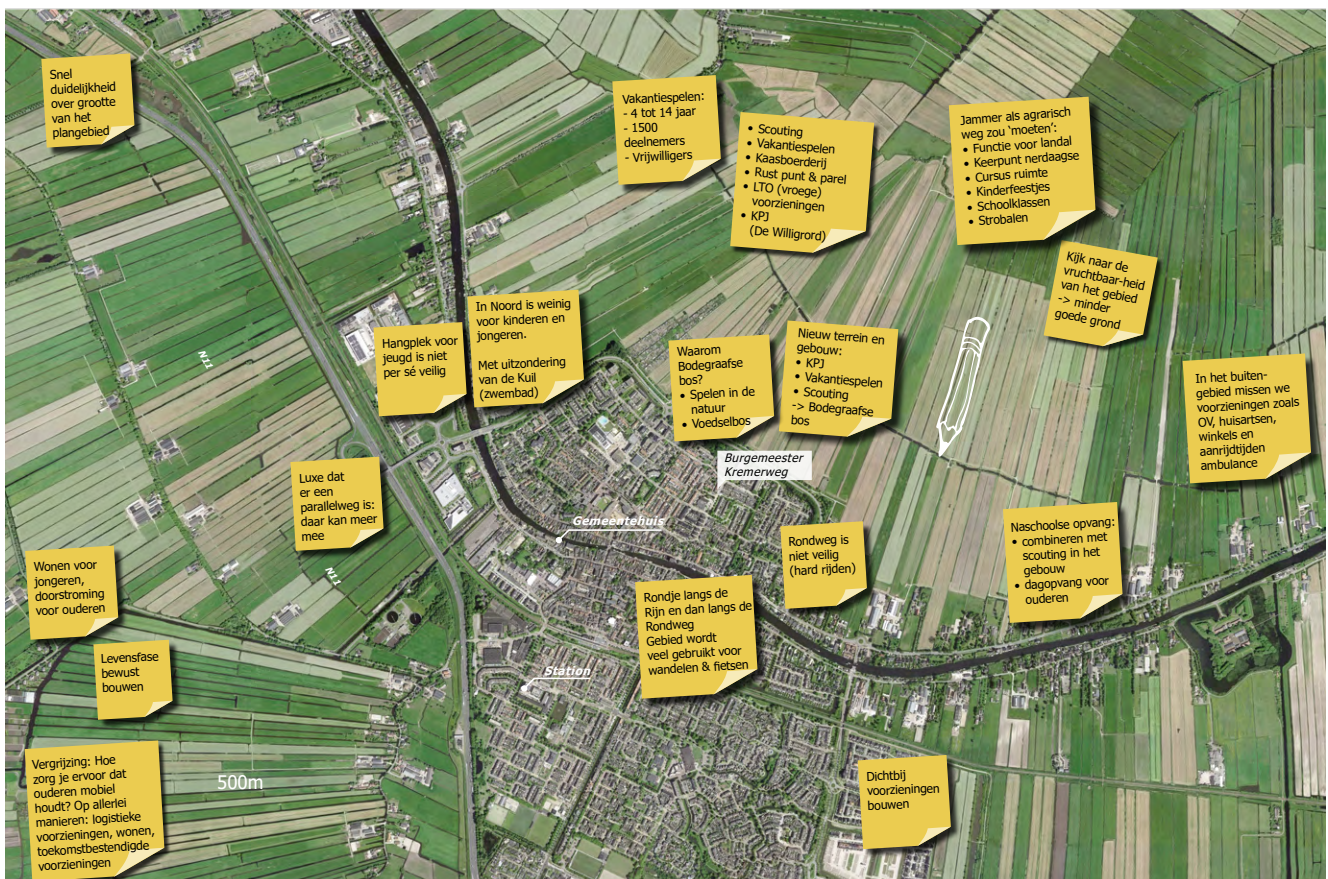 Snel
duidelijkheid
over grootte
van het
plangebied
Vakantiespelen:
- 4 tot 14 jaar
- 1500
deelnemers
- Vrijwilligers
• Scouting
• Vakantiespelen
• Kaasboerderij
• Rust punt & parel
• LTO (vroege)
voorzieningen
• KPJ
(De Willigrord)
Jammer als agrarisch
weg zou ‘moeten’:
• Functie voor landal
• Keerpunt nerdaagse
• Cursus ruimte
• Kinderfeestjes
• Schoolklassen
• Strobalen
Kijk naar de
vruchtbaar-heid
van het gebied
-> minder
goede grond
Hangplek voor
jeugd is niet
per sé veilig
In Noord is weinig
voor kinderen en
jongeren.
Met uitzondering
van de Kuil
(zwembad)
Waarom
Bodegraafse
bos?
• Spelen in de
natuur
• Voedselbos
Nieuw terrein en
gebouw:
• KPJ
• Vakantiespelen
• Scouting
-> Bodegraafse
bos
In het buiten-
gebied missen we
voorzieningen zoals
OV, huisartsen,
winkels en
aanrijdtijden
ambulance
N11
Burgemeester
Kremerweg
Luxe dat
er een
parallelweg is:
daar kan meer
mee
N11
Gemeentehuis
Rondweg is
niet veilig
(hard rijden)
Naschoolse opvang:
• combineren met
scouting in het
gebouw
• dagopvang voor
ouderen
Wonen voor
jongeren,
doorstroming
voor ouderen
Levensfase
bewust
bouwen
Rondje langs de
Rijn en dan langs de
Rondweg
Gebied wordt
veel gebruikt voor
wandelen & fietsen
Station
Vergrijzing: Hoe
zorg je ervoor dat
ouderen mobiel
houdt? Op allerlei
manieren: logistieke
voorzieningen, wonen,
toekomstbestendigde
voorzieningen
500m
Dichtbij
voorzieningen
bouwen